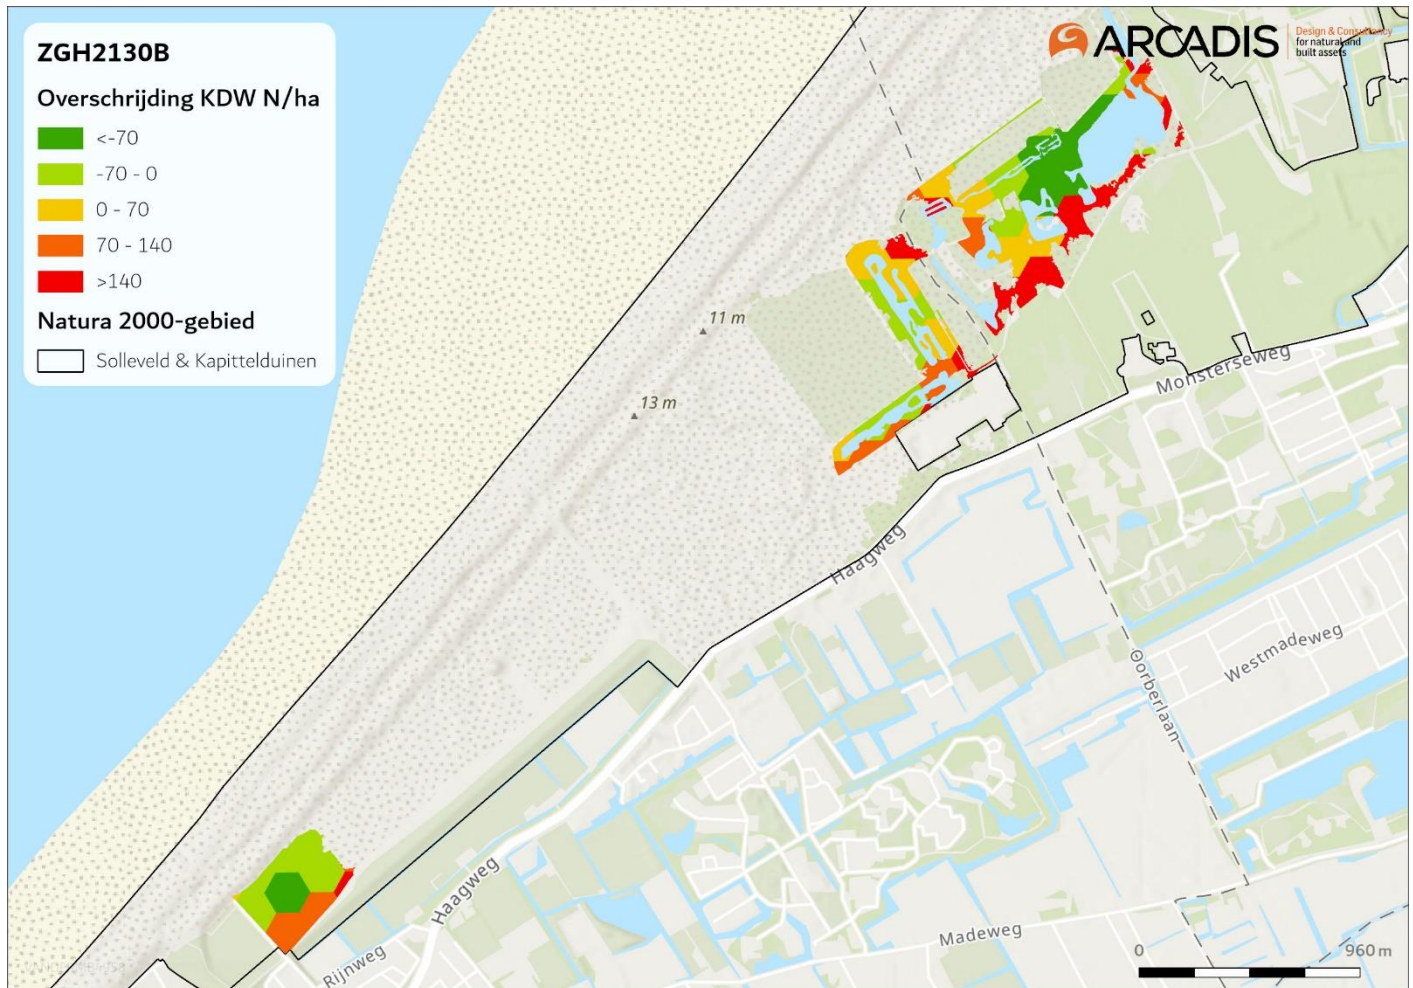 ZGH2130B
Overschrijding KDW N/ha
<-70
-70 - 0
0 - 70
70 - 140
>140
Natura 2000-gebied
Solleveld & Kapittelduinen
ARCADIS
Design & Consultancy
for natural and
built assets
11 m
13 m
Monsterseweg
Haagweg
Oorberlaan
Westmadeweg
Haagweg
Rijnweg
Madeweg
0
960 m